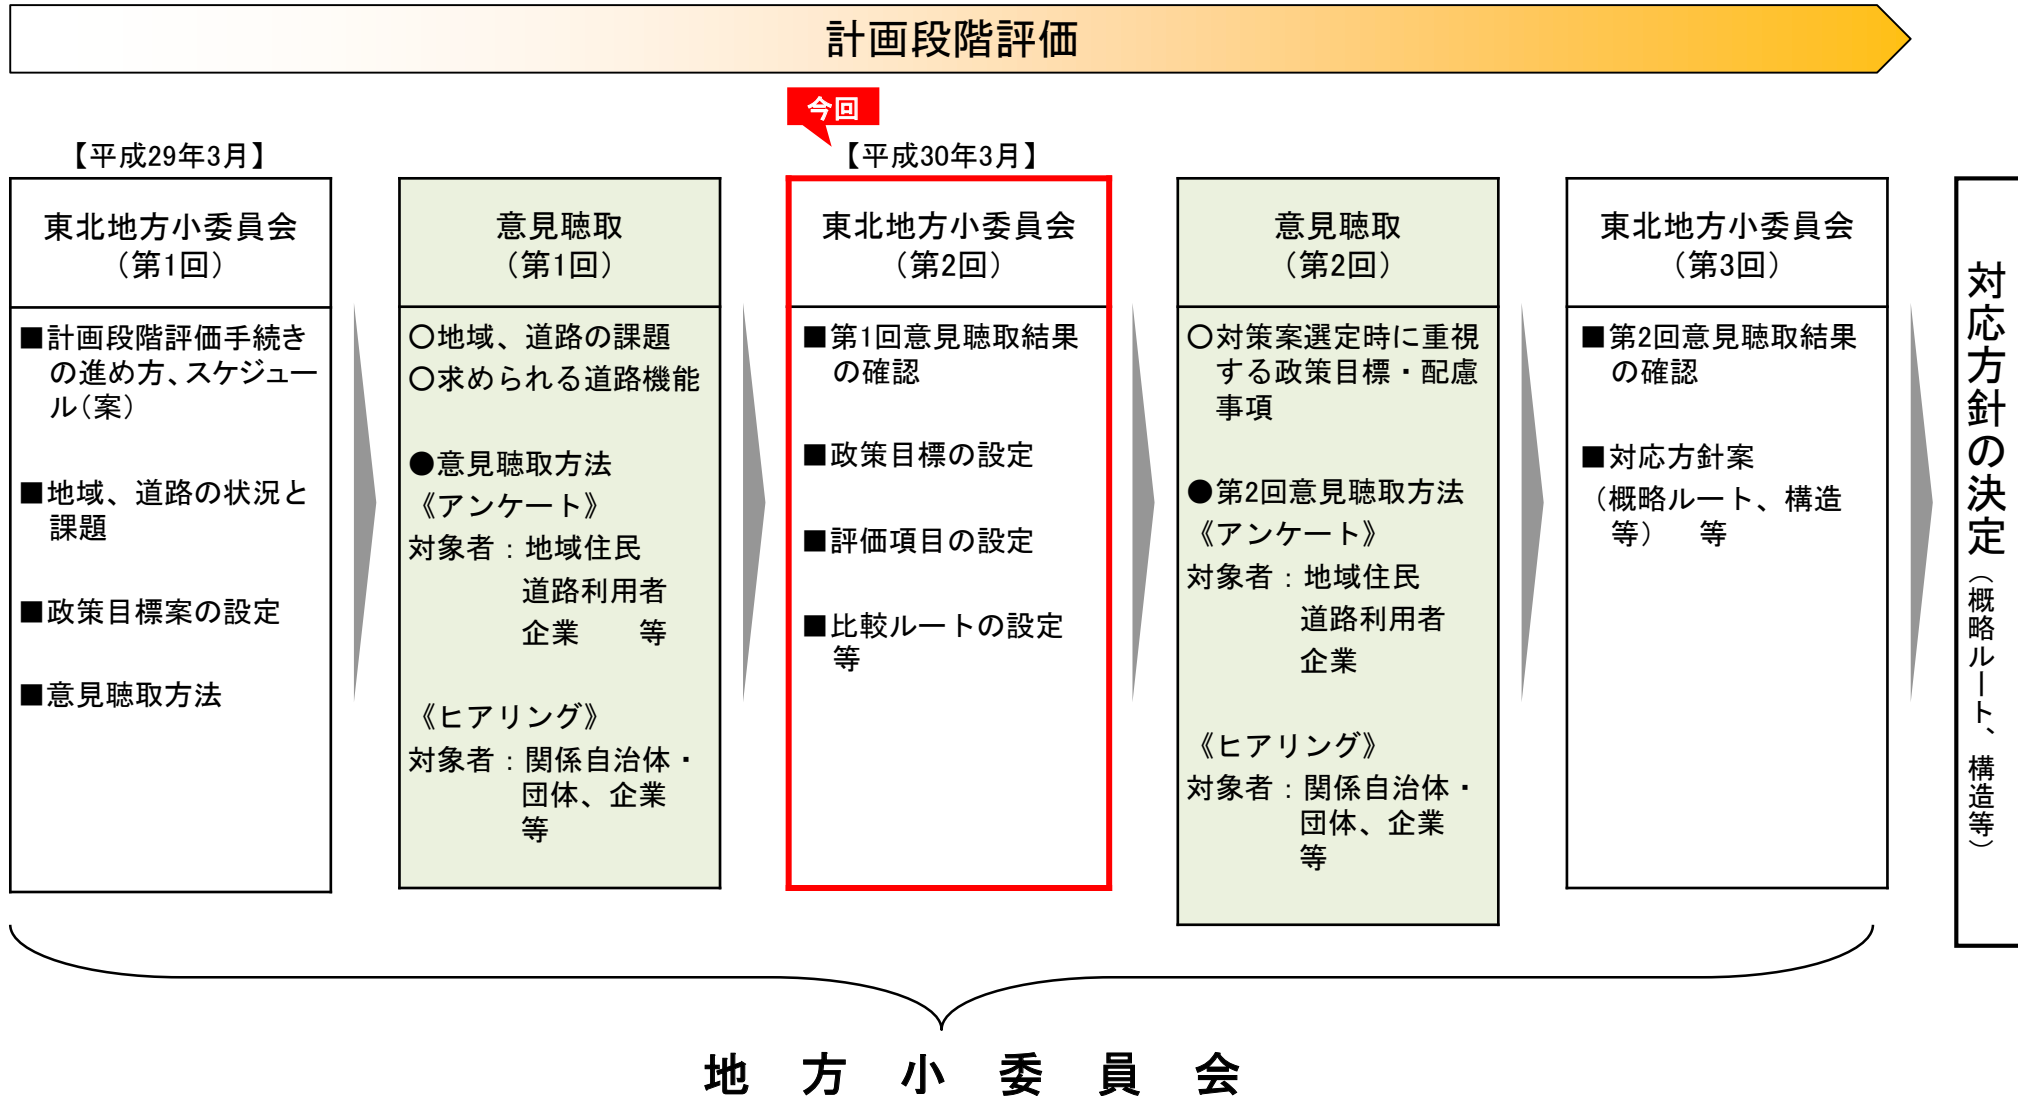 計画段階評価
今回
【平成29年3月】
東北地方小委員会
（第1回）
■計画段階評価手続き
の進め方、スケジュー
ル（案）
■地域、道路の状況と
課題
■政策目標案の設定
■意見聴取方法
意見聴取
（第1回）
〇地域、道路の課題
〇求められる道路機能
●意見聴取方法
《アンケート》
対象者：地域住民
道路利用者
企業　　等
《ヒアリング》
対象者：関係自治体・
団体、企業
等
【平成30年3月】
東北地方小委員会
（第2回）
■第1回意見聴取結果
の確認
■政策目標の設定
■評価項目の設定
■比較ルートの設定
等
意見聴取
（第2回）
〇対策案選定時に重視
する政策目標・配慮
事項
●第2回意見聴取方法
《アンケート》
対象者：地域住民
道路利用者
企業
《ヒアリング》
対象者：関係自治体・
団体、企業
等
東北地方小委員会
（第3回）
■第2回意見聴取結果
の確認
■対応方針案
（概略ルート、構造
等）　等
対応方針の決定（概略ルート、構造等）
地方小委員会